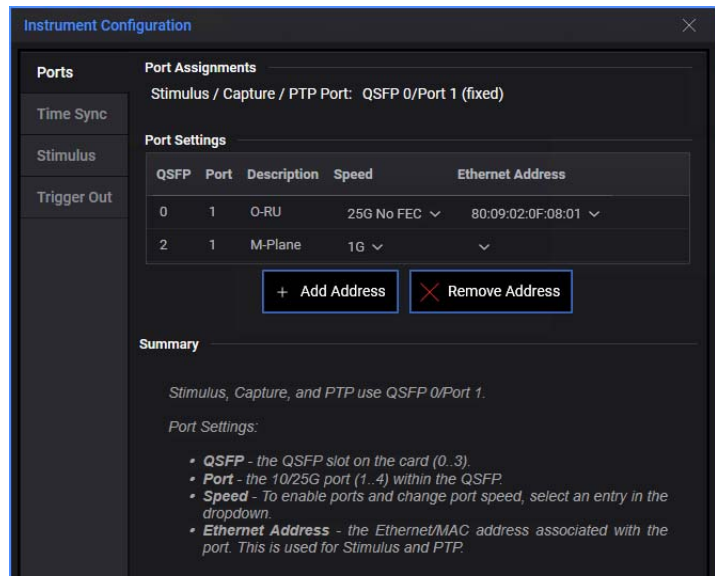 Instrument Configuration
Ports
Time Sync
Stimulus
Trigger Out
Port Assignments
Stimulus / Capture / PTP Port: QSFP 0/Port 1 (fixed)
Port Settings
QSFP Port Description Speed Ethernet Address
0 1 O-RU 25G No FEC 80:09:02:0F:08:01
2 1 M-Plane 1G
+ Add Address Remove Address
Summary
Stimulus, Capture, and PTP use QSFP 0/Port 1.
Port Settings:
• QSFP - the QSFP slot on the card (0..3).
• Port - the 10/25G port (1..4) within the QSFP.
• Speed - To enable ports and change port speed, select an entry in the
dropdown.
• Ethernet Address - the Ethernet/MAC address associated with the
port. This is used for Stimulus and PTP.